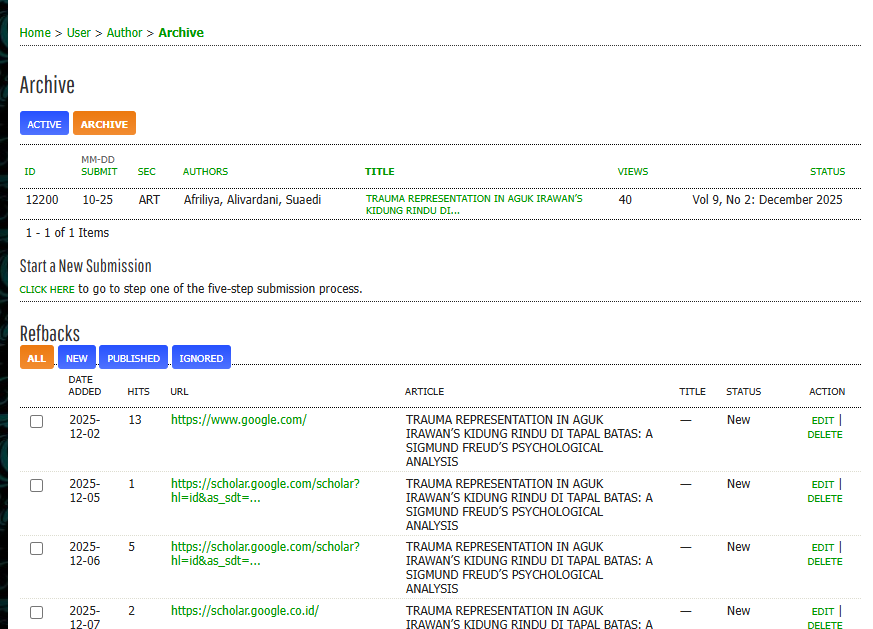 Home > User > Author > Archive
Archive
ACTIVE ARCHIVE
ID MM-DD SUBMIT SEC AUTHORS TITLE VIEWS STATUS
12200 10-25 ART Afriliya, Alivardani, Suaedi TRAUMA REPRESENTATION IN AGUK IRAWAN’S 40 Vol 9, No 2: December 2025
KIDUNG RINDU DI...
1 - 1 of 1 Items
Start a New Submission
CLICK HERE to go to step one of the five-step submission process.
Refbacks
ALL NEW PUBLISHED IGNORED
DATE ADDED HITS URL ARTICLE TITLE STATUS ACTION
2025- 13 https://www.google.com/ TRAUMA REPRESENTATION IN AGUK — New EDIT |
12-02 IRAWAN’S KIDUNG RINDU DI TAPAL BATAS: A DELETE
SIGMUND FREUD’S PSYCHOLOGICAL
ANALYSIS
2025- 1 https://scholar.google.com/scholar? TRAUMA REPRESENTATION IN AGUK — New EDIT |
12-05 hl=id&as_sdt=... IRAWAN’S KIDUNG RINDU DI TAPAL BATAS: A DELETE
SIGMUND FREUD’S PSYCHOLOGICAL
ANALYSIS
2025- 5 https://scholar.google.com/scholar? TRAUMA REPRESENTATION IN AGUK — New EDIT |
12-06 hl=id&as_sdt=... IRAWAN’S KIDUNG RINDU DI TAPAL BATAS: A DELETE
SIGMUND FREUD’S PSYCHOLOGICAL
ANALYSIS
2025- 2 https://scholar.google.co.id/ TRAUMA REPRESENTATION IN AGUK — New EDIT |
12-07 IRAWAN’S KIDUNG RINDU DI TAPAL BATAS: A DELETE